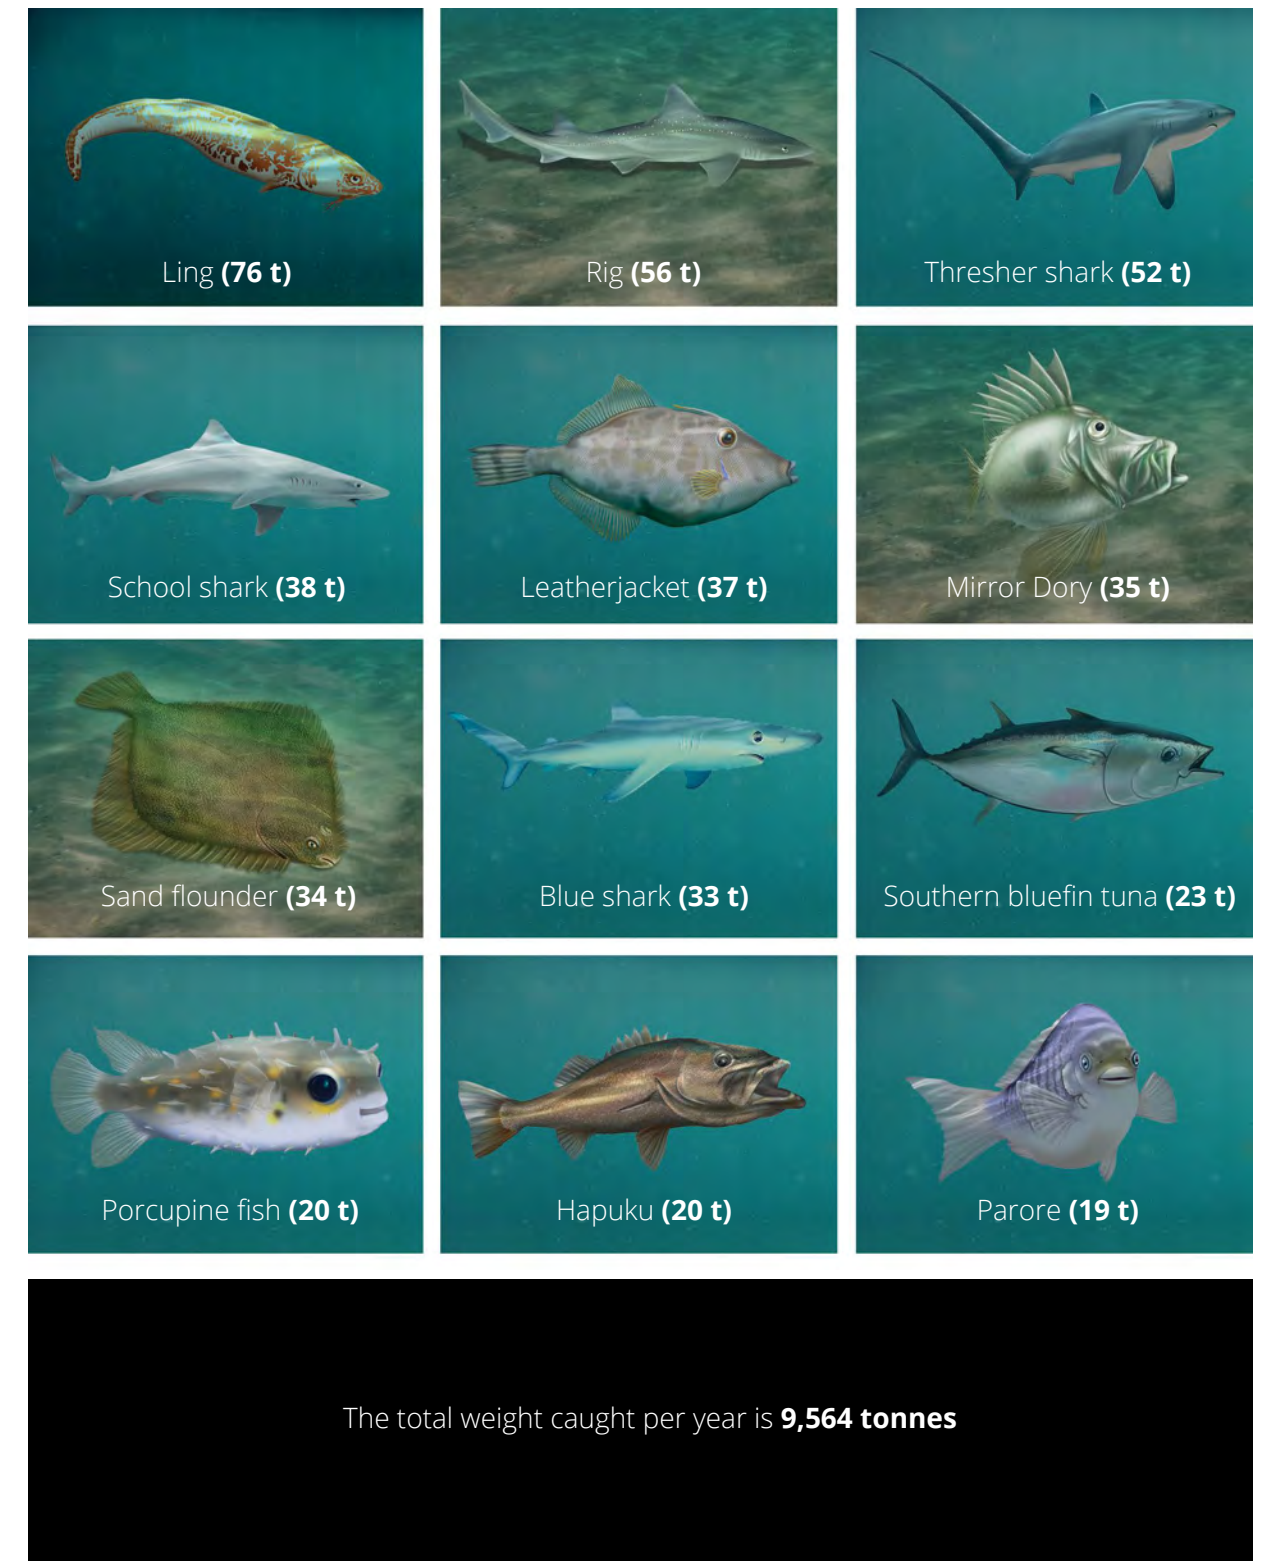 Ling (76 t)
Rig (56 t)
Thresher shark (52 t)
School shark (38 t)
Leatherjacket (37 t)
Mirror Dory (35 t)
Sand flounder (34 t)
Blue shark (33 t)
Southern bluefin tuna (23 t)
Porcupine fish (20 t)
Hapuku (20 t)
Parore (19 t)
The total weight caught per year is 9,564 tonnes